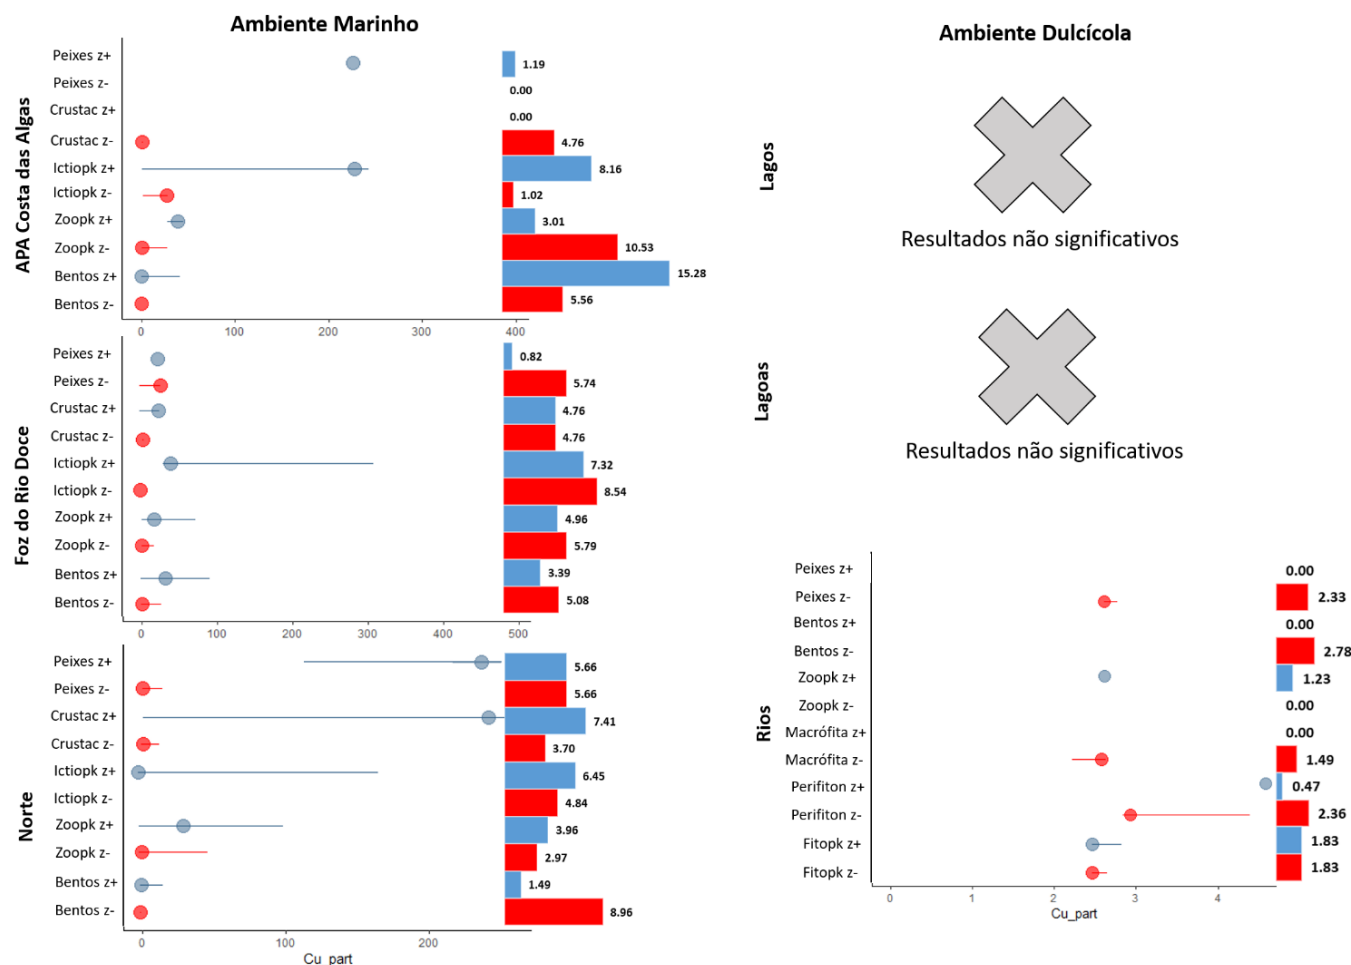 Ambiente Marinho
APA Costa das Algas
Peixes z+
1.19
Peixes z-
0.00
Crustac z+
0.00
Crustac z-
4.76
Ictiopk z+
8.16
Ictiopk z-
1.02
Zoopk z+
3.01
Zoopk z-
10.53
Bentos z+
15.28
Bentos z-
5.56
0 100 200 300 400
Foz do Rio Doce
Peixes z+
0.82
Peixes z-
5.74
Crustac z+
4.76
Crustac z-
4.76
Ictiopk z+
7.32
Ictiopk z-
8.54
Zoopk z+
4.96
Zoopk z-
5.79
Bentos z+
3.39
Bentos z-
5.08
0 100 200 300 400 500
Norte
Peixes z+
5.66
Peixes z-
5.66
Crustac z+
7.41
Crustac z-
3.70
Ictiopk z+
6.45
Ictiopk z-
4.84
Zoopk z+
3.96
Zoopk z-
2.97
Bentos z+
1.49
Bentos z-
8.96
0 100 200
Cu_part
Ambiente Dulcícola
Lagos
Resultados não significativos
Lagoas
Resultados não significativos
Rios
Peixes z+
0.00
Peixes z-
2.33
Bentos z+
0.00
Bentos z-
2.78
Zoopk z+
1.23
Zoopk z-
0.00
Macrófita z+
0.00
Macrófita z-
1.49
Perifiton z+
0.47
Perifiton z-
2.36
Fitopk z+
1.83
Fitopk z-
1.83
0 1 2 3 4
Cu_part